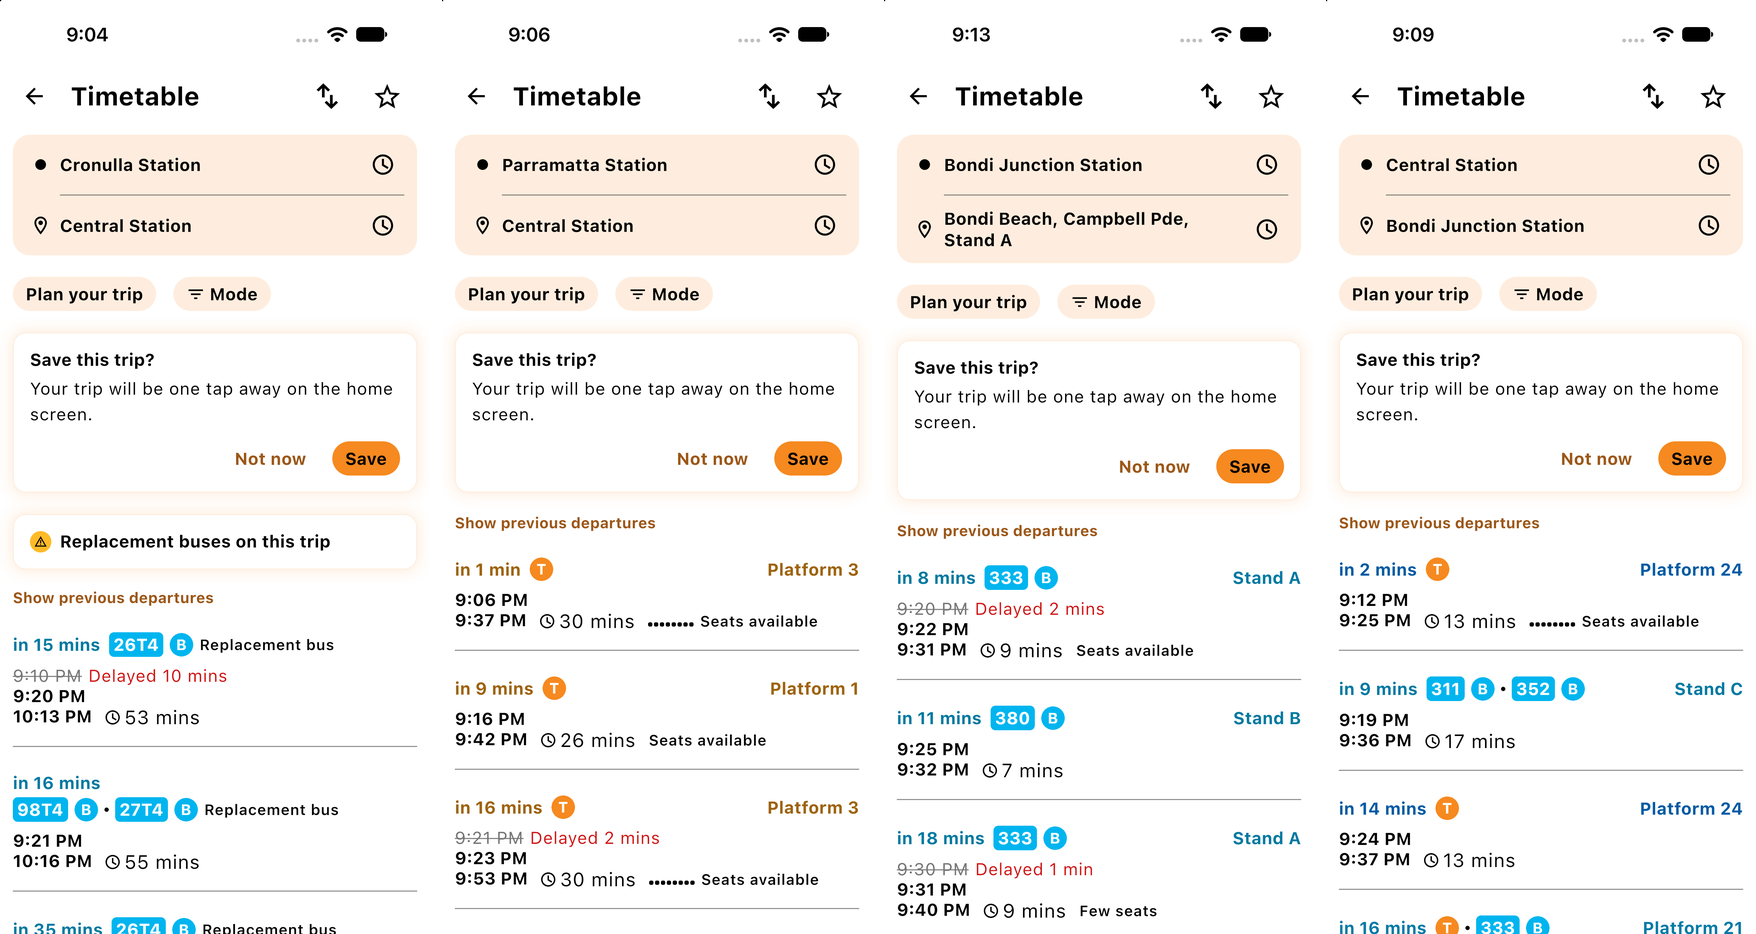 9:04
Timetable
Cronulla Station
Central Station
Plan your trip
Mode
Save this trip?
Your trip will be one tap away on the home
screen.
Not now
Save
Replacement buses on this trip
Show previous departures
in 15 mins 26T4 B Replacement bus
9:10 PM Delayed 10 mins
9:20 PM
10:13 PM 53 mins
in 16 mins
98T4 B • 27T4 B Replacement bus
9:21 PM
10:16 PM 55 mins
in 35 mins 26T4 B Replacement bus
9:06
Timetable
Parramatta Station
Central Station
Plan your trip
Mode
Save this trip?
Your trip will be one tap away on the home
screen.
Not now
Save
Show previous departures
in 1 min T Platform 3
9:06 PM
9:37 PM 30 mins Seats available
in 9 mins T Platform 1
9:16 PM
9:42 PM 26 mins Seats available
in 16 mins T Platform 3
9:21 PM Delayed 2 mins
9:23 PM
9:53 PM 30 mins Seats available
9:13
Timetable
Bondi Junction Station
Bondi Beach, Campbell Pde,
Stand A
Plan your trip
Mode
Save this trip?
Your trip will be one tap away on the home
screen.
Not now
Save
Show previous departures
in 8 mins 333 B Stand A
9:20 PM Delayed 2 mins
9:22 PM
9:31 PM 9 mins Seats available
in 11 mins 380 B Stand B
9:25 PM
9:32 PM 7 mins
in 18 mins 333 B Stand A
9:30 PM Delayed 1 min
9:31 PM
9:40 PM 9 mins Few seats
9:09
Timetable
Central Station
Bondi Junction Station
Plan your trip
Mode
Save this trip?
Your trip will be one tap away on the home
screen.
Not now
Save
Show previous departures
in 2 mins T Platform 24
9:12 PM
9:25 PM 13 mins Seats available
in 9 mins 311 B • 352 B Stand C
9:19 PM
9:36 PM 17 mins
in 14 mins T Platform 24
9:24 PM
9:37 PM 13 mins
in 16 mins T • 333 B Platform 21